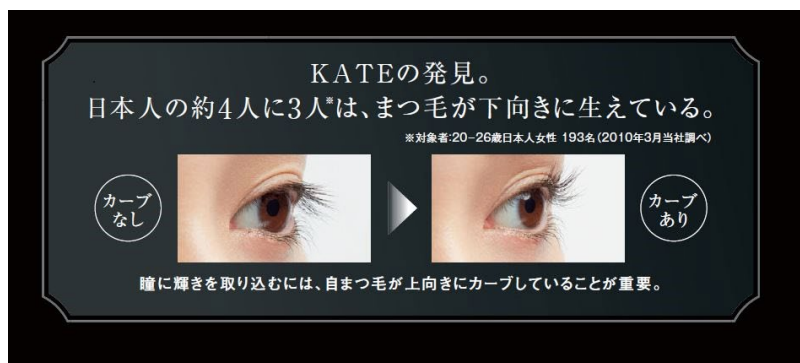 KATEの発見。
日本人の約4人に3人※は、まつ毛が下向きに生えている。
※対象者:20-26歳日本人女性 193名(2010年3月当社調べ)
カーブ
なし
カーブ
あり
瞳に輝きを取り込むには、自まつ毛が上向きにカーブしていることが重要。